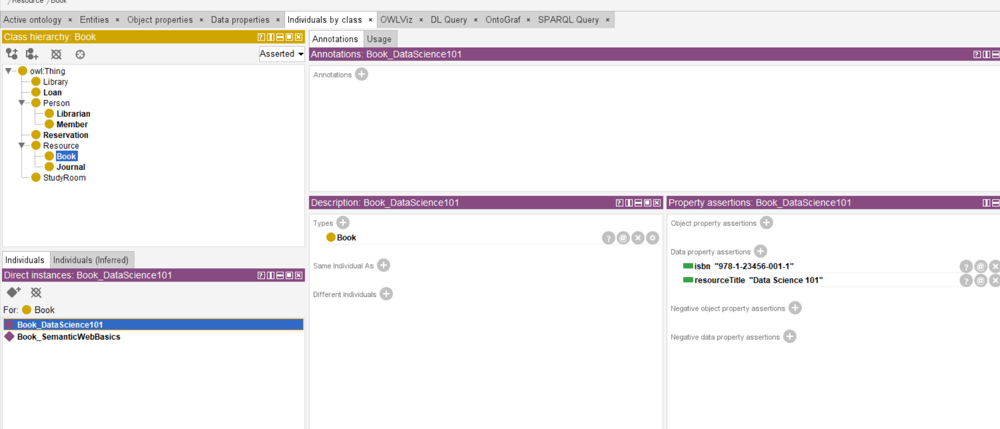 /Resource /Book
Active ontology × Entities × Object properties × Data properties × Individuals by class × OWLViz × DL Query × OntoGraf × SPARQL Query ×
Class hierarchy: Book
Asserted
owl:Thing
Library
Loan
Person
Librarian
Member
Reservation
Resource
Book
Journal
StudyRoom
Individuals Individuals (Inferred)
Direct instances: Book_DataScience101
For: Book
Book_DataScience101
Book_SemanticWebBasics
Annotations Usage
Annotations: Book_DataScience101
Annotations
Description: Book_DataScience101
Types
Book
Same Individual As
Different Individuals
Property assertions: Book_DataScience101
Object property assertions
Data property assertions
isbn "978-1-23456-001-1"
resourceTitle "Data Science 101"
Negative object property assertions
Negative data property assertions